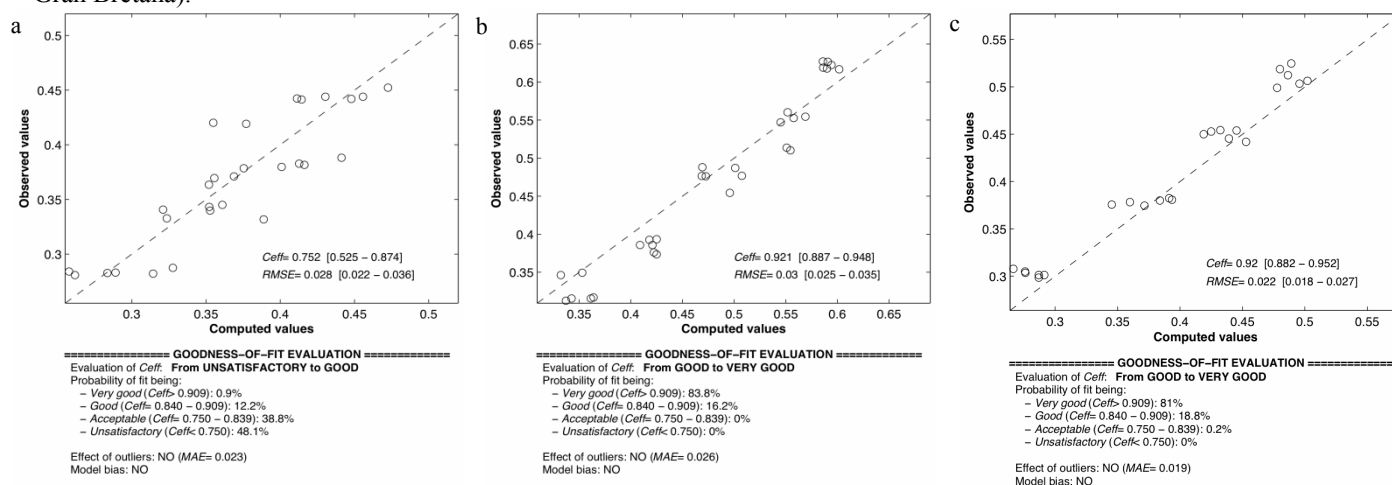 Gran Bretaña).
a
0.5
0.45
0.4
0.35
0.3
Observed values
Ceff= 0.752 [0.525 − 0.874]
RMSE= 0.028 [0.022 − 0.036]
0.3 0.35 0.4 0.45 0.5
Computed values
================ GOODNESS−OF−FIT EVALUATION =============
Evaluation of Ceff: From UNSATISFACTORY to GOOD
Probability of fit being:
− Very good (Ceff> 0.909): 0.9%
− Good (Ceff= 0.840 − 0.909): 12.2%
− Acceptable (Ceff= 0.750 − 0.839): 38.8%
− Unsatisfactory (Ceff< 0.750): 48.1%
Effect of outliers: NO (MAE= 0.023)
Model bias: NO
b
0.65
0.6
0.55
0.5
0.45
0.4
0.35
Observed values
Ceff= 0.921 [0.887 − 0.948]
RMSE= 0.03 [0.025 − 0.035]
0.35 0.4 0.45 0.5 0.55 0.6 0.65
Computed values
================ GOODNESS−OF−FIT EVALUATION =============
Evaluation of Ceff: From GOOD to VERY GOOD
Probability of fit being:
− Very good (Ceff> 0.909): 83.8%
− Good (Ceff= 0.840 − 0.909): 16.2%
− Acceptable (Ceff= 0.750 − 0.839): 0%
− Unsatisfactory (Ceff< 0.750): 0%
Effect of outliers: NO (MAE= 0.026)
Model bias: NO
c
0.55
0.5
0.45
0.4
0.35
0.3
Observed values
Ceff= 0.92 [0.882 − 0.952]
RMSE= 0.022 [0.018 − 0.027]
0.3 0.35 0.4 0.45 0.5 0.55
Computed values
================ GOODNESS−OF−FIT EVALUATION =============
Evaluation of Ceff: From GOOD to VERY GOOD
Probability of fit being:
− Very good (Ceff> 0.909): 81%
− Good (Ceff= 0.840 − 0.909): 18.8%
− Acceptable (Ceff= 0.750 − 0.839): 0.2%
− Unsatisfactory (Ceff< 0.750): 0%
Effect of outliers: NO (MAE= 0.019)
Model bias: NO